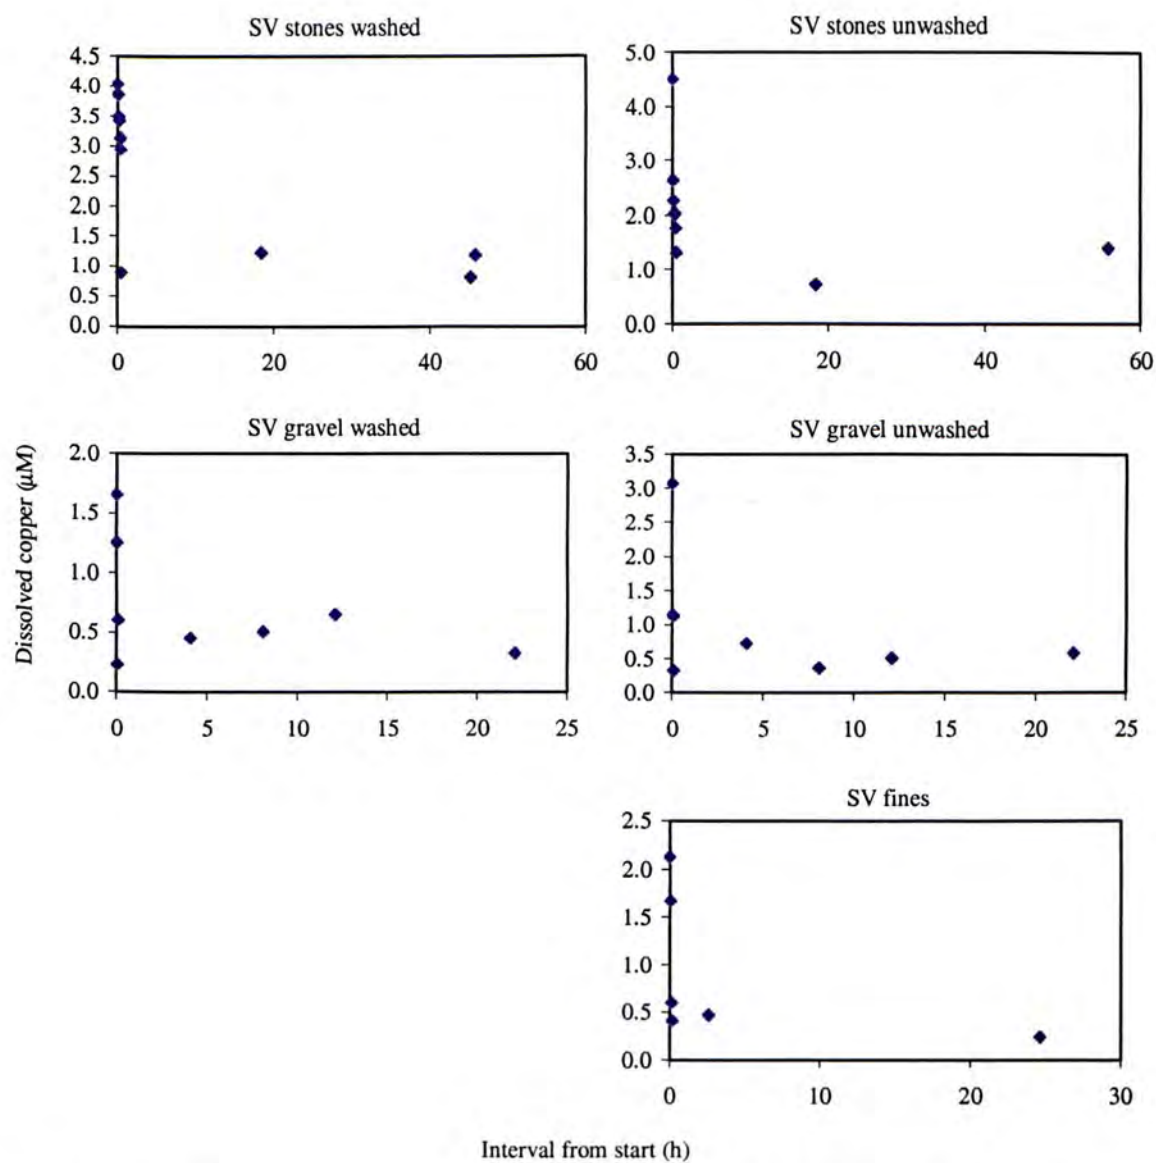 SV stones washed
4.5
4.0
3.5
3.0
2.5
2.0
1.5
1.0
0.5
0.0
0 20 40 60
SV stones unwashed
5.0
4.0
3.0
2.0
1.0
0.0
0 20 40 60
Dissolved copper (µM)
SV gravel washed
2.0
1.5
1.0
0.5
0.0
0 5 10 15 20 25
SV gravel unwashed
3.5
3.0
2.5
2.0
1.5
1.0
0.5
0.0
0 5 10 15 20 25
SV fines
2.5
2.0
1.5
1.0
0.5
0.0
0 10 20 30
Interval from start (h)